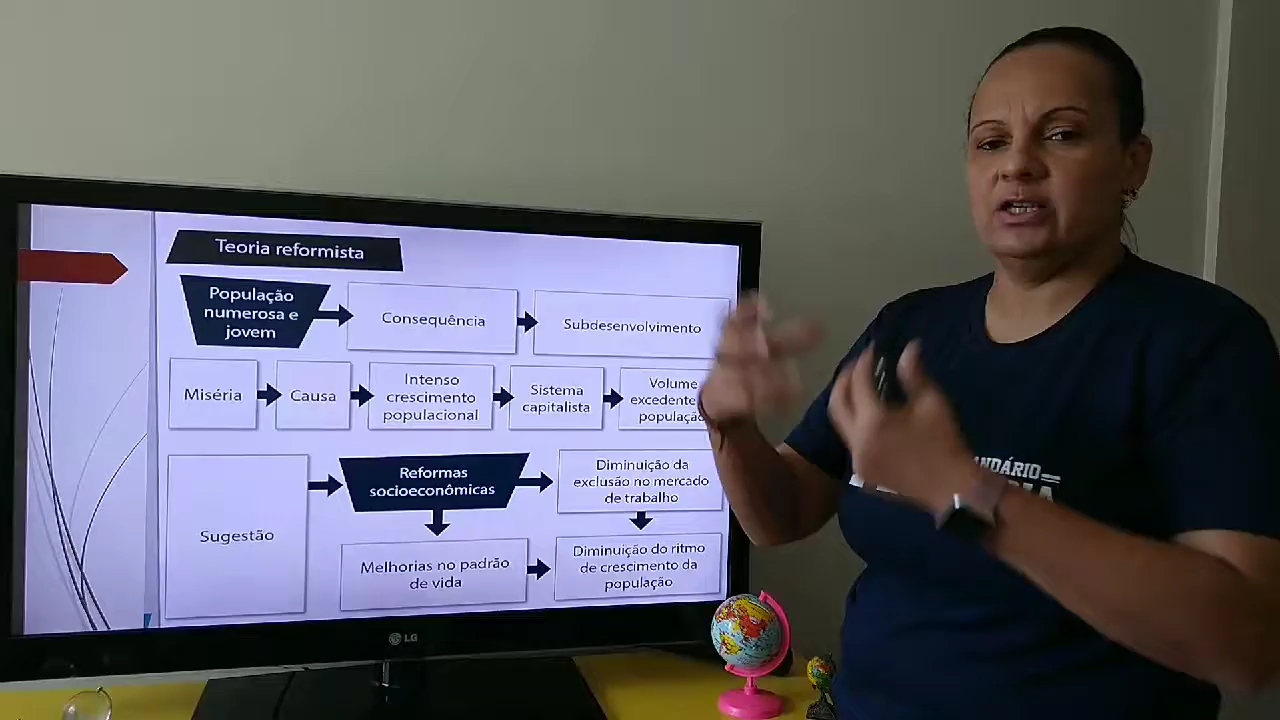 Teoria reformista
População
numerosa e
jovem
Consequência
Subdesenvolvimento
Miséria
Causa
Intenso
crescimento
populacional
Sistema
capitalista
Volume
excedente
população
Sugestão
Reformas
socioeconômicas
Diminuição da
exclusão no mercado
de trabalho
Melhorias no padrão
de vida
Diminuição do ritmo
de crescimento da
população
LG